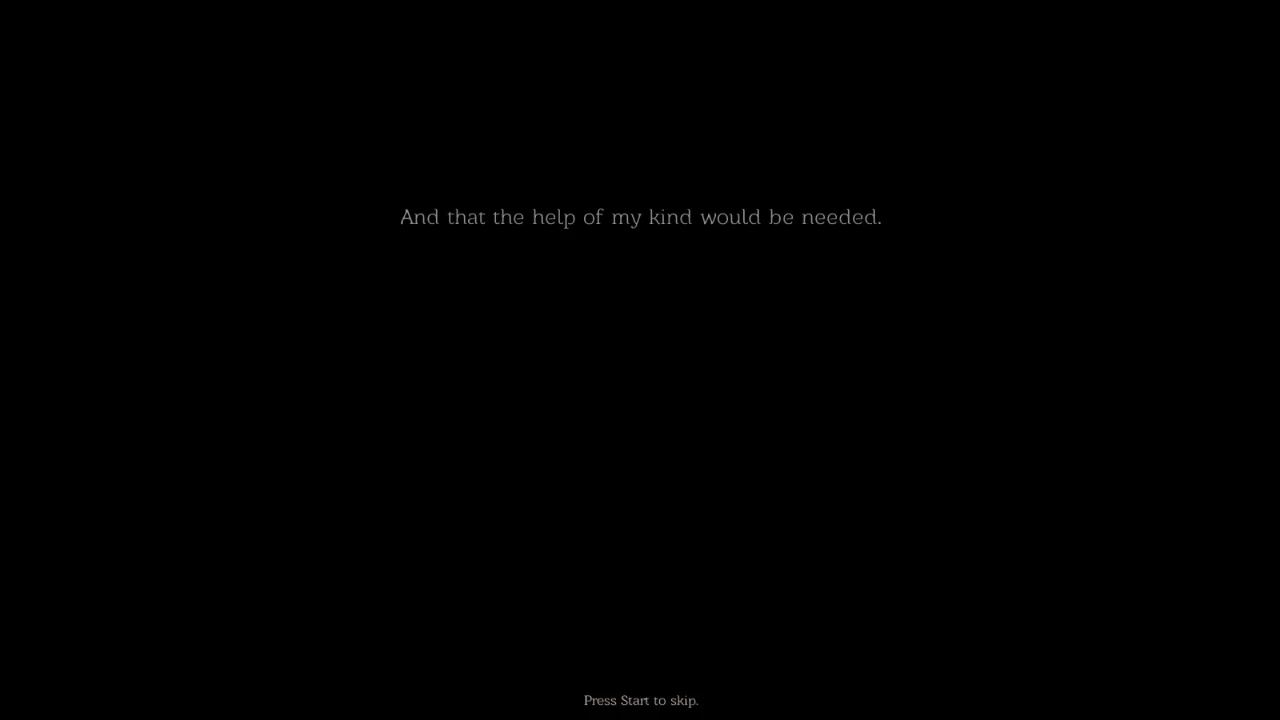 And that the help of my kind would be needed.
Press Start to skip.